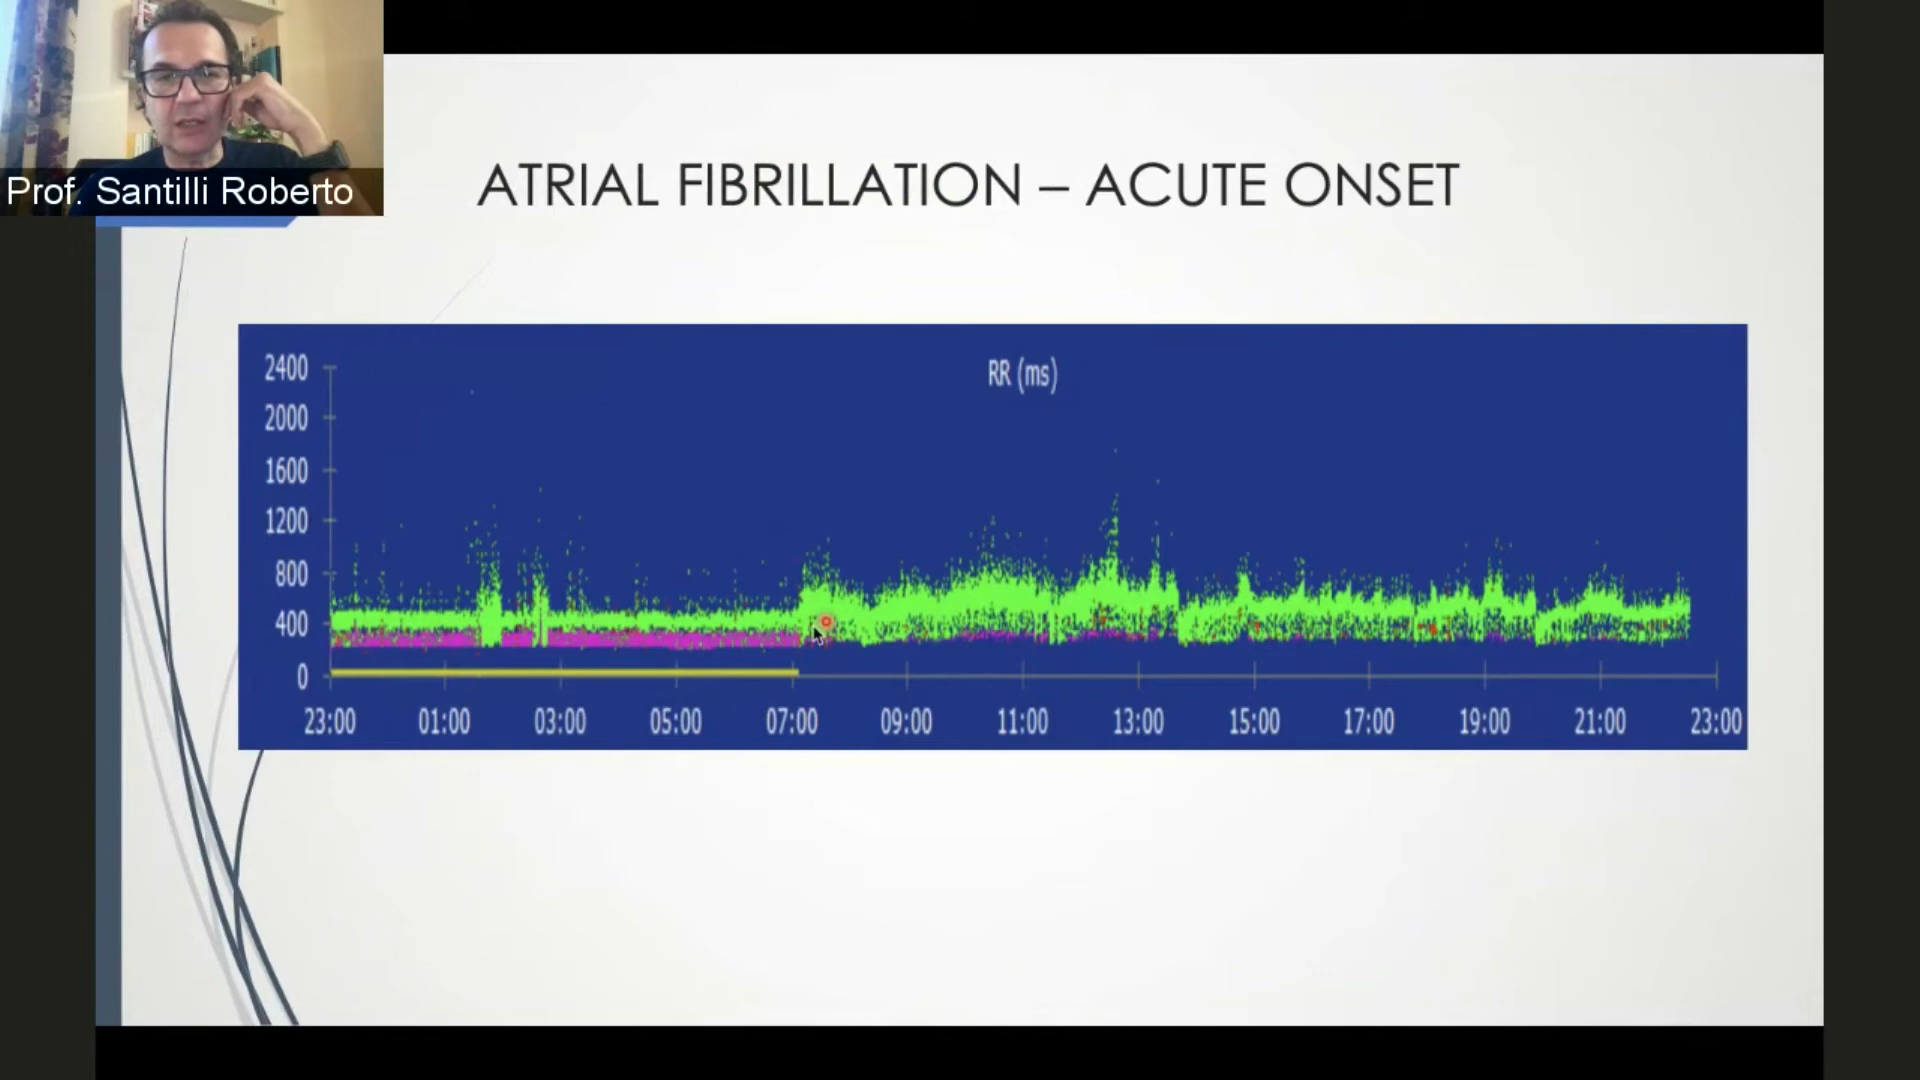 Prof. Santilli Roberto
ATRIAL FIBRILLATION – ACUTE ONSET
RR (ms)
2400
2000
1600
1200
800
400
0
23:00 01:00 03:00 05:00 07:00 09:00 11:00 13:00 15:00 17:00 19:00 21:00 23:00